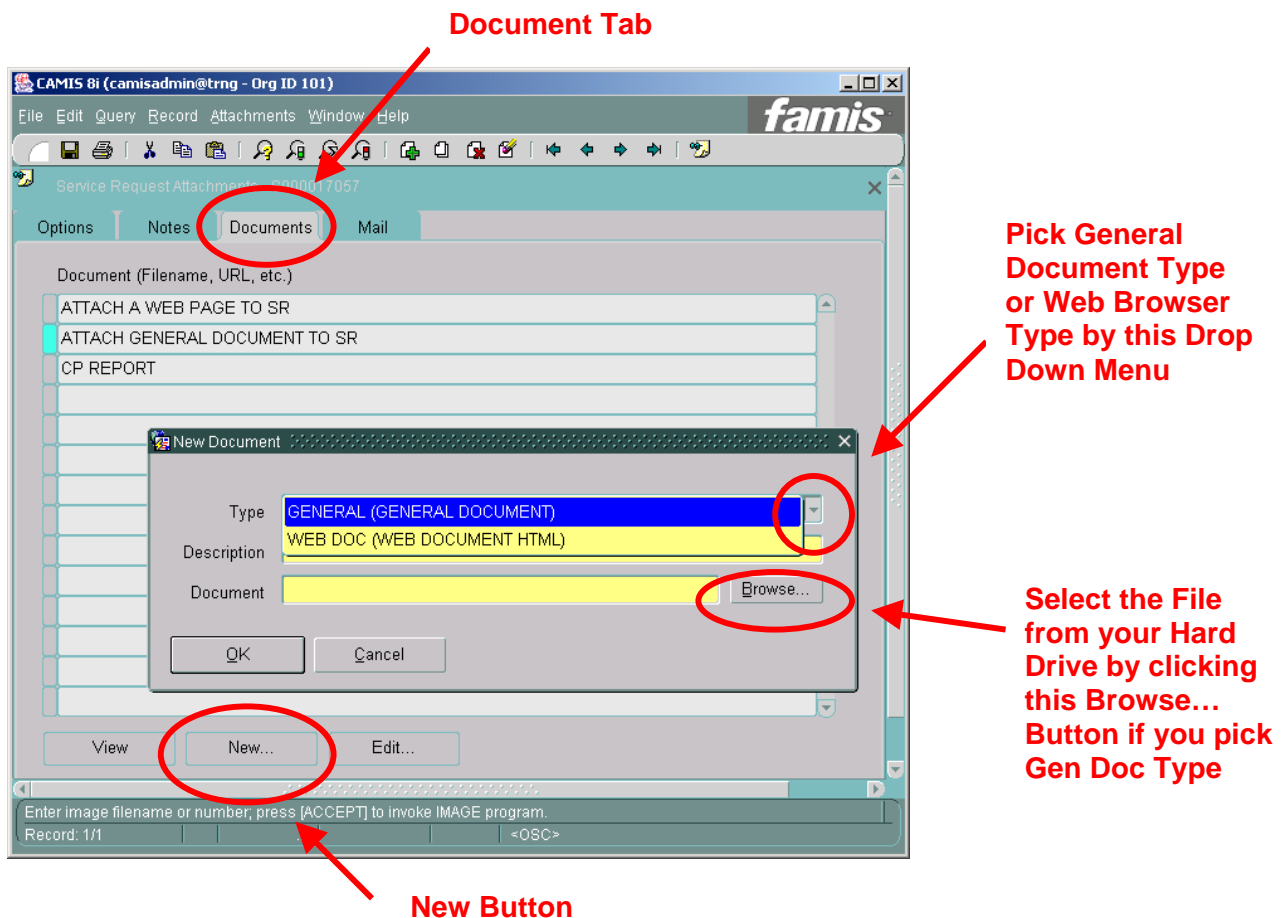 Document Tab
CAMIS 8i (camisadmin@trng - Org ID 101)
File Edit Query Record Attachments Window Help
famis
Service Request Attachments - S000017057
Options Notes Documents Mail
Document (Filename, URL, etc.)
ATTACH A WEB PAGE TO SR
ATTACH GENERAL DOCUMENT TO SR
CP REPORT
New Document
Type GENERAL (GENERAL DOCUMENT)
WEB DOC (WEB DOCUMENT HTML)
Description
Document Browse...
OK Cancel
View New... Edit...
Enter image filename or number; press [ACCEPT] to invoke IMAGE program.
Record: 1/1 <OSC>
Pick General
Document Type
or Web Browser
Type by this Drop
Down Menu
Select the File
from your Hard
Drive by clicking
this Browse…
Button if you pick
Gen Doc Type
New Button